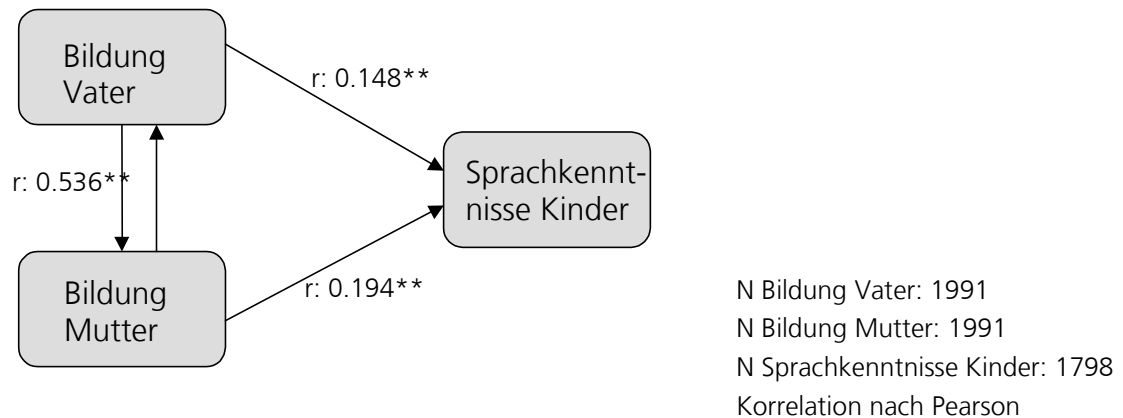 Bildung
Vater
r: 0.148**
Sprachkennt-
nisse Kinder
r: 0.536**
Bildung
Mutter
r: 0.194**
N Bildung Vater: 1991
N Bildung Mutter: 1991
N Sprachkenntnisse Kinder: 1798
Korrelation nach Pearson